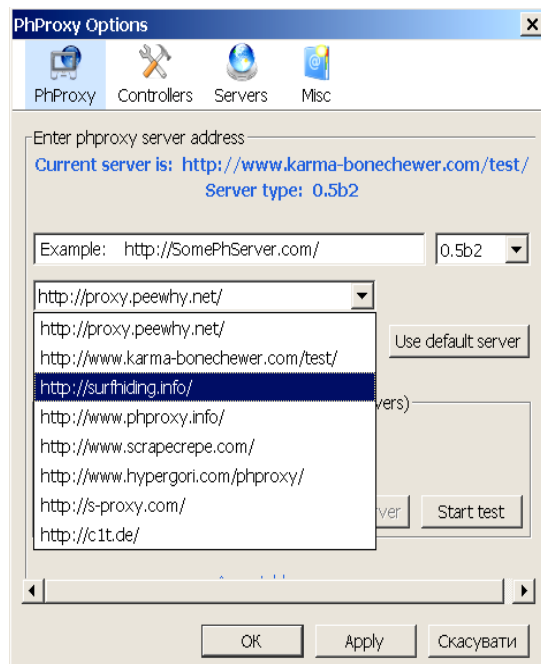 PhProxy Options
PhProxy Controllers Servers Misc
Enter phproxy server address
Current server is: http://www.karma-bonechewer.com/test/
Server type: 0.5b2
Example: http://SomePhServer.com/ 0.5b2
http://proxy.peewhy.net/
http://proxy.peewhy.net/
http://www.karma-bonechewer.com/test/
Use default server
http://surfhiding.info/
vers)
http://www.phproxy.info/
http://www.scrapecrepe.com/
http://www.hypergori.com/phproxy/
http://s-proxy.com/
ver Start test
http://c1t.de/
OK Apply Скасувати